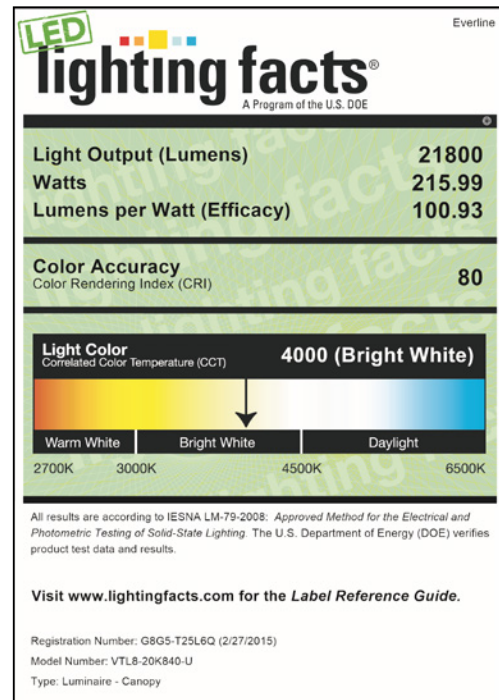 Everline
LED
lighting facts®
A Program of the U.S. DOE
Light Output (Lumens) 21800
Watts 215.99
Lumens per Watt (Efficacy) 100.93
Color Accuracy
Color Rendering Index (CRI) 80
Light Color
Correlated Color Temperature (CCT) 4000 (Bright White)
Warm White Bright White Daylight
2700K 3000K 4500K 6500K
All results are according to IESNA LM-79-2008: Approved Method for the Electrical and
Photometric Testing of Solid-State Lighting. The U.S. Department of Energy (DOE) verifies
product test data and results.
Visit www.lightingfacts.com for the Label Reference Guide.
Registration Number: G8G5-T25L6Q (2/27/2015)
Model Number: VTL8-20K840-U
Type: Luminaire - Canopy